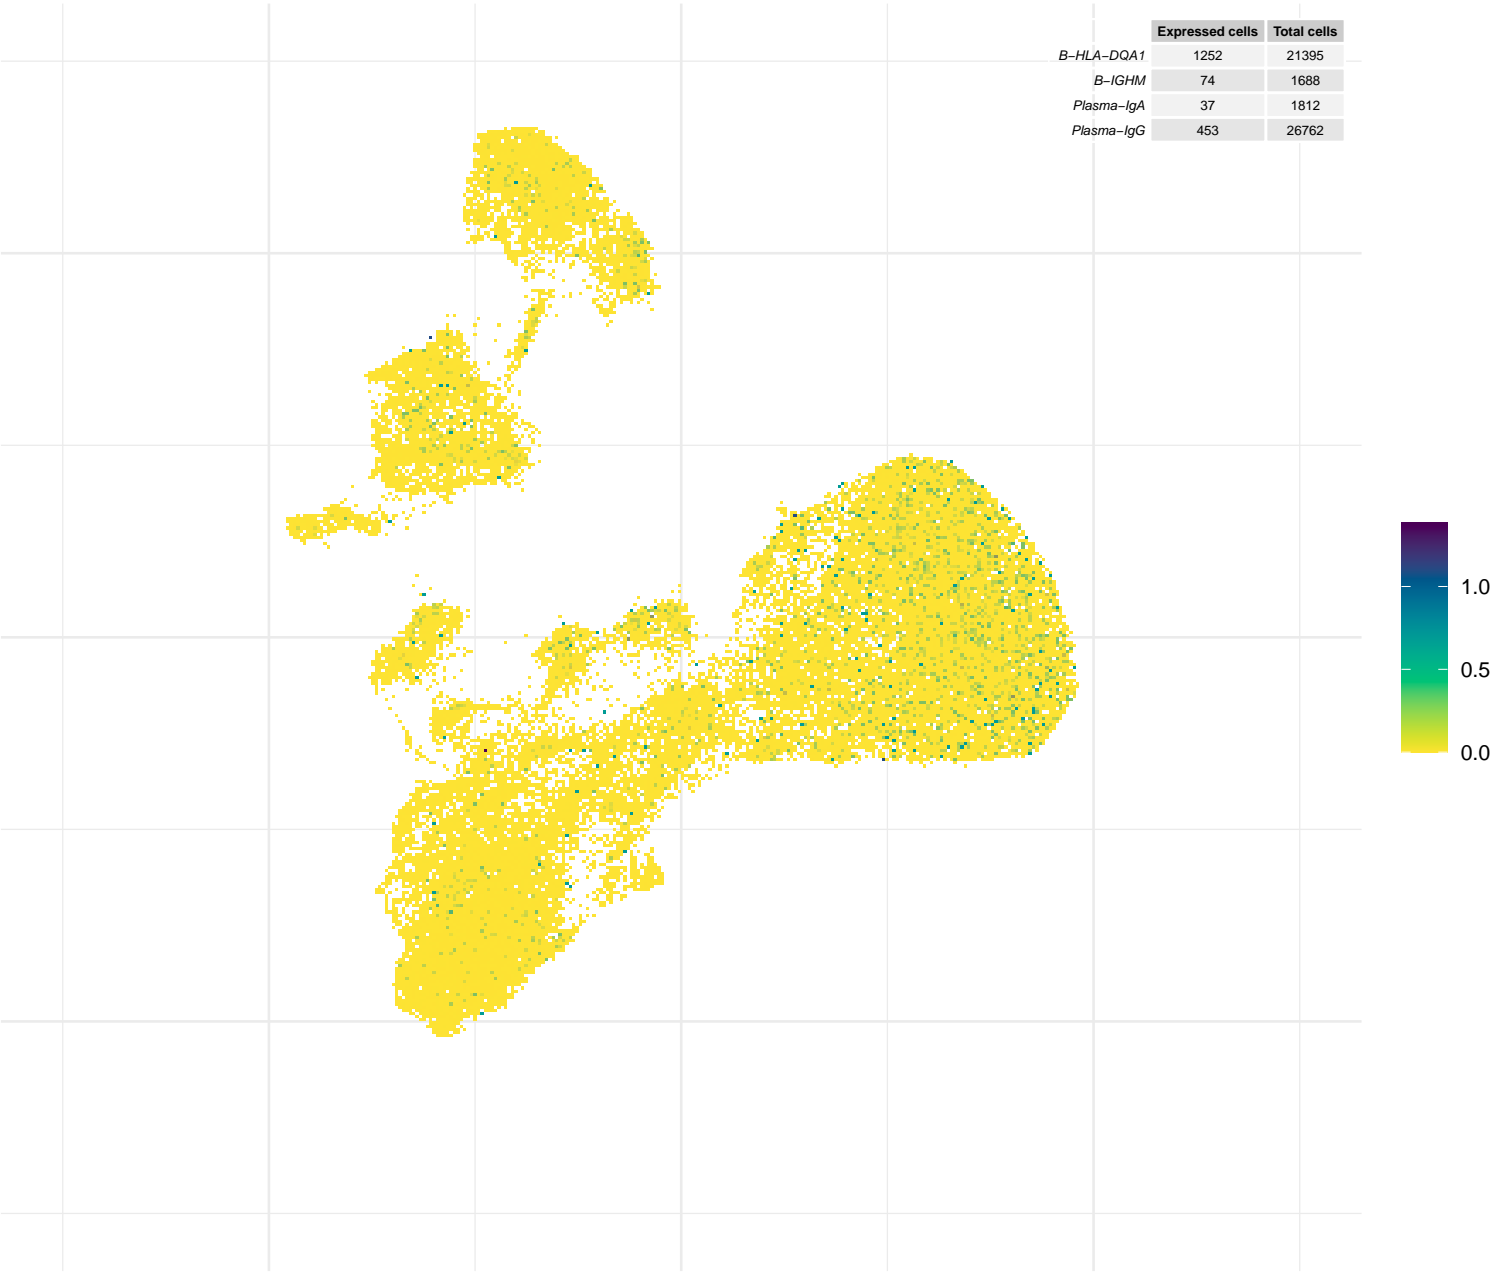 Expressed cells Total cells
B−HLA−DQA1 1252 21395
B−IGHM 74 1688
Plasma−IgA 37 1812
Plasma−IgG 453 26762
1.0
0.5
0.0